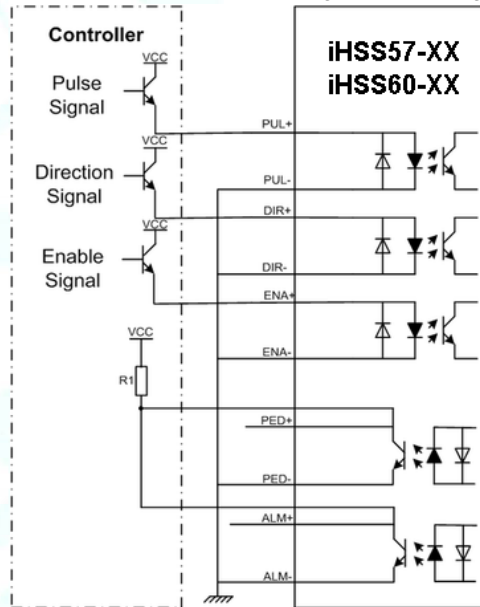 Controller
iHSS57-XX
iHSS60-XX
VCC
Pulse
Signal
PUL+
VCC
Direction
Signal
PUL-
DIR+
VCC
Enable
Signal
DIR-
ENA+
VCC
ENA-
R1
PED+
PED-
ALM+
ALM-